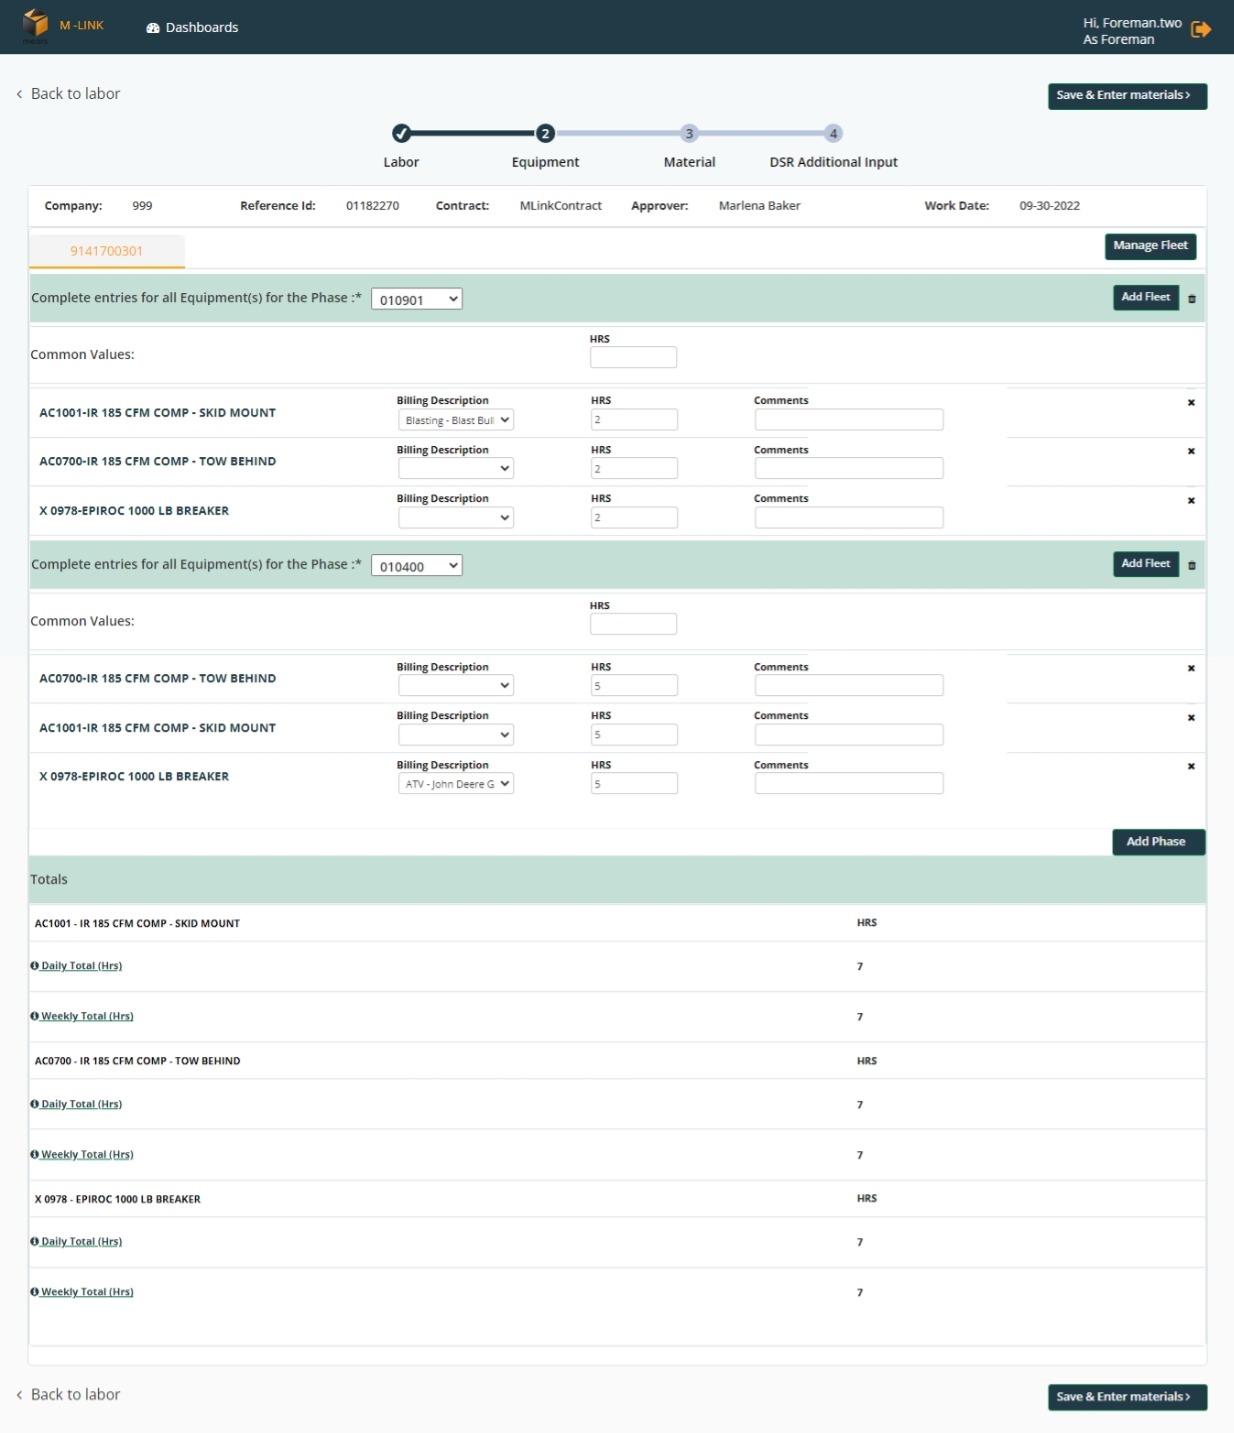 M -LINK
Dashboards
Hi, Foreman.two
As Foreman
Back to labor
Save & Enter materials
2
3
4
Labor
Equipment
Material
DSR Additional Input
Company: 999 Reference Id: 01182270 Contract: MLinkContract Approver: Marlena Baker Work Date: 09-30-2022
9141700301
Manage Fleet
Complete entries for all Equipment(s) for the Phase :* 010901
Add Fleet
HRS
Common Values:
Billing Description HRS Comments
AC1001-IR 185 CFM COMP - SKID MOUNT Blasting - Blast Bull 2
Billing Description HRS Comments
AC0700-IR 185 CFM COMP - TOW BEHIND 2
Billing Description HRS Comments
X 0978-EPIROC 1000 LB BREAKER 2
Complete entries for all Equipment(s) for the Phase :* 010400
Add Fleet
HRS
Common Values:
Billing Description HRS Comments
AC0700-IR 185 CFM COMP - TOW BEHIND 5
Billing Description HRS Comments
AC1001-IR 185 CFM COMP - SKID MOUNT 5
Billing Description HRS Comments
X 0978-EPIROC 1000 LB BREAKER ATV - John Deere G 5
Add Phase
Totals
AC1001 - IR 185 CFM COMP - SKID MOUNT HRS
Daily Total (Hrs) 7
Weekly Total (Hrs) 7
AC0700 - IR 185 CFM COMP - TOW BEHIND HRS
Daily Total (Hrs) 7
Weekly Total (Hrs) 7
X 0978 - EPIROC 1000 LB BREAKER HRS
Daily Total (Hrs) 7
Weekly Total (Hrs) 7
Back to labor
Save & Enter materials